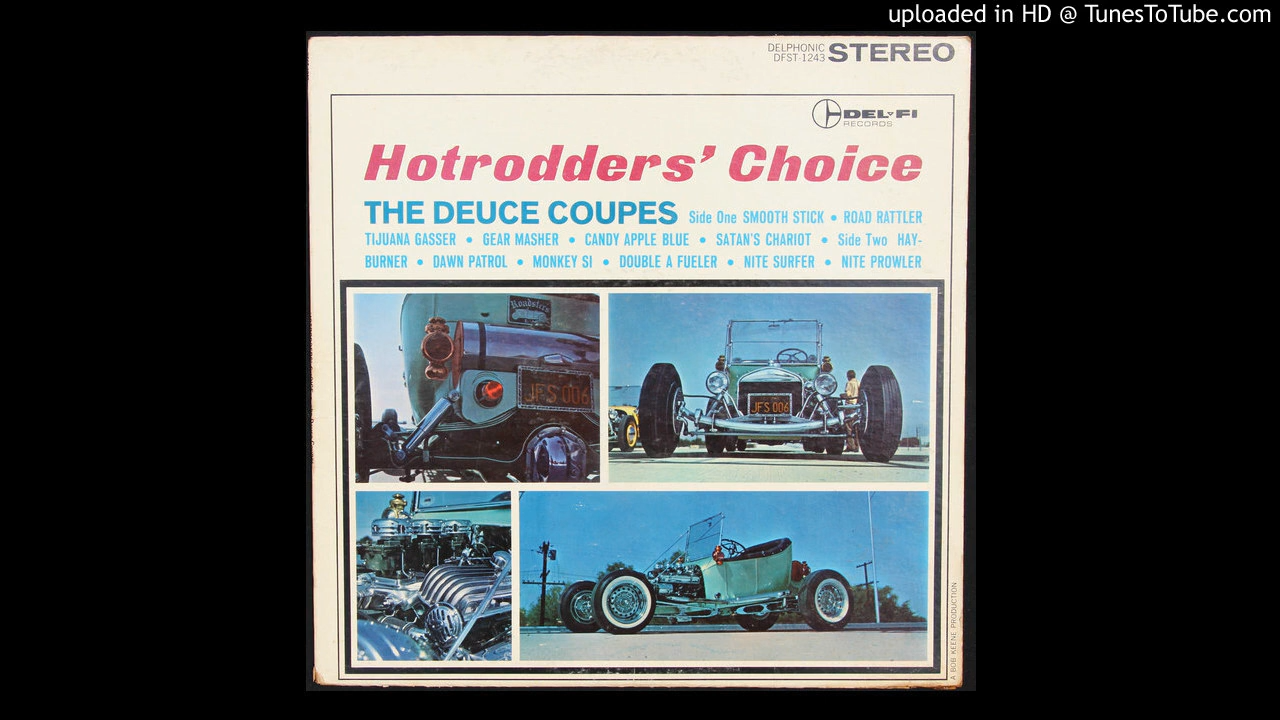 uploaded in HD @ TunesToTube.com
DELPHONIC
DFST-1243 STEREO
DEL-FI
RECORDS
Hotrodders' Choice
THE DEUCE COUPES Side One SMOOTH STICK • ROAD RATTLER
TIJUANA GASSER • GEAR MASHER • CANDY APPLE BLUE • SATAN'S CHARIOT • Side Two HAY-
BURNER • DAWN PATROL • MONKEY SI • DOUBLE A FUELER • NITE SURFER • NITE PROWLER
Roadsters
JFS 006
JFS 006
A BOB KEENE PRODUCTION